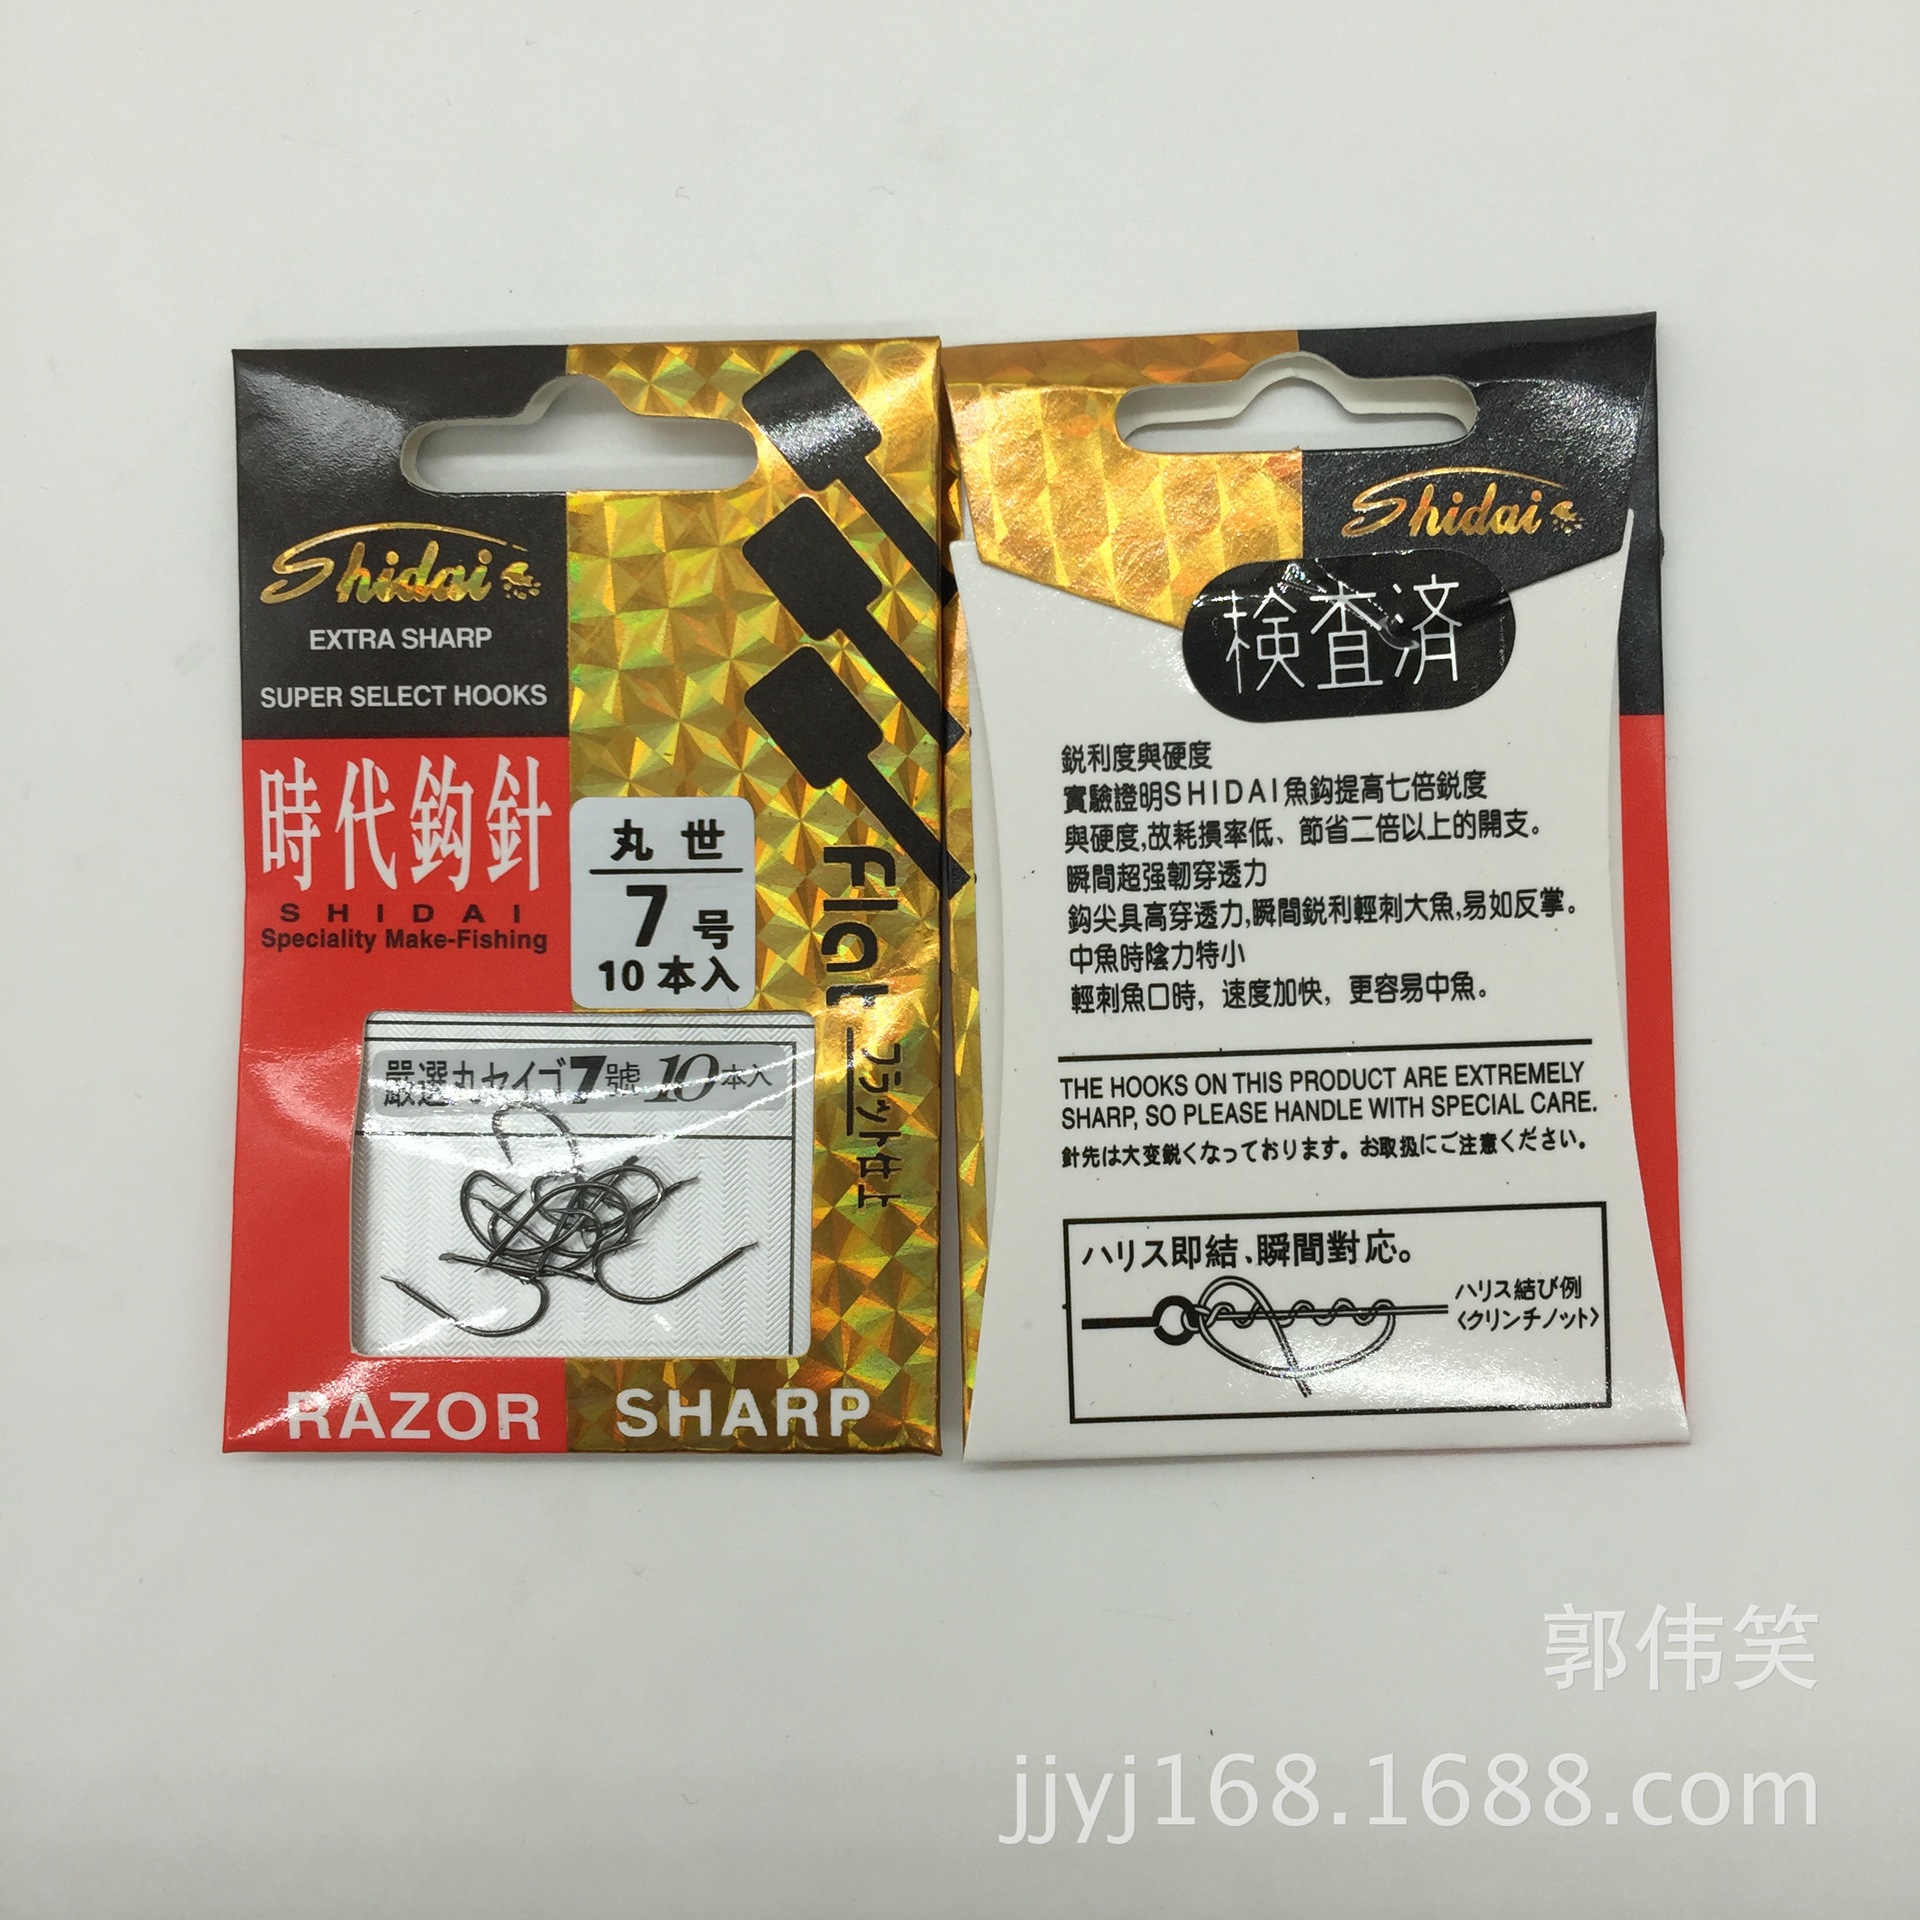 Shidai
EXTRA SHARP
SUPER SELECT HOOKS
時代鈎針
SHIDAI
Speciality Make-Fishing
丸世
7号
10本入
Flat
フラット仕上
嚴選丸セイゴ7號 10本入
RAZOR SHARP
Shidai
検査済
鋭利度與硬度
實驗證明SHIDAI魚鈎提高七倍鋭度
與硬度,故耗損率低、節省二倍以上的開支。
瞬間超强韌穿透力
鈎尖具高穿透力,瞬間鋭利輕刺大魚,易如反掌。
中魚時陰力特小
輕刺魚口時，速度加快，更容易中魚。
THE HOOKS ON THIS PRODUCT ARE EXTREMELY
SHARP, SO PLEASE HANDLE WITH SPECIAL CARE.
針先は大変鋭くなっております。お取扱にご注意ください。
ハリス即結、瞬間對応。
ハリス結び例
〈クリンチノット〉
郭伟笑
jjyj168.1688.com